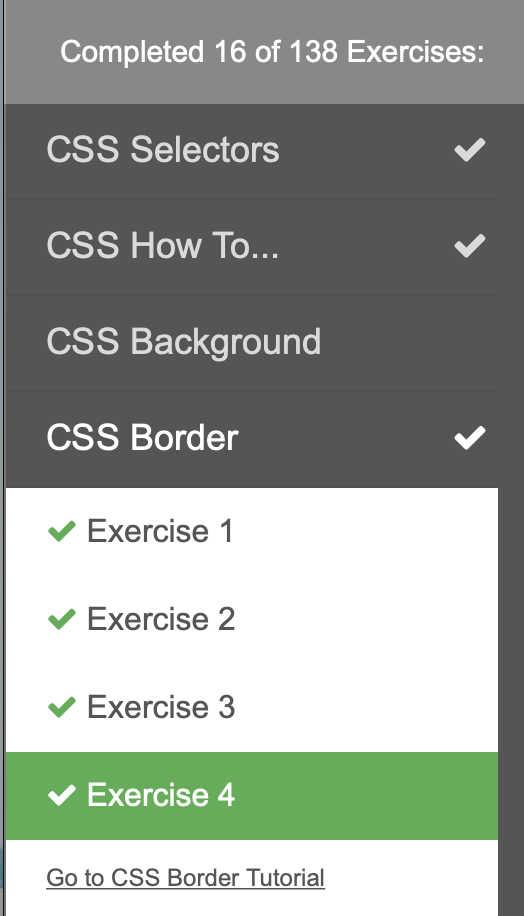 Completed 16 of 138 Exercises:
CSS Selectors
CSS How To...
CSS Background
CSS Border
Exercise 1
Exercise 2
Exercise 3
Exercise 4
Go to CSS Border Tutorial